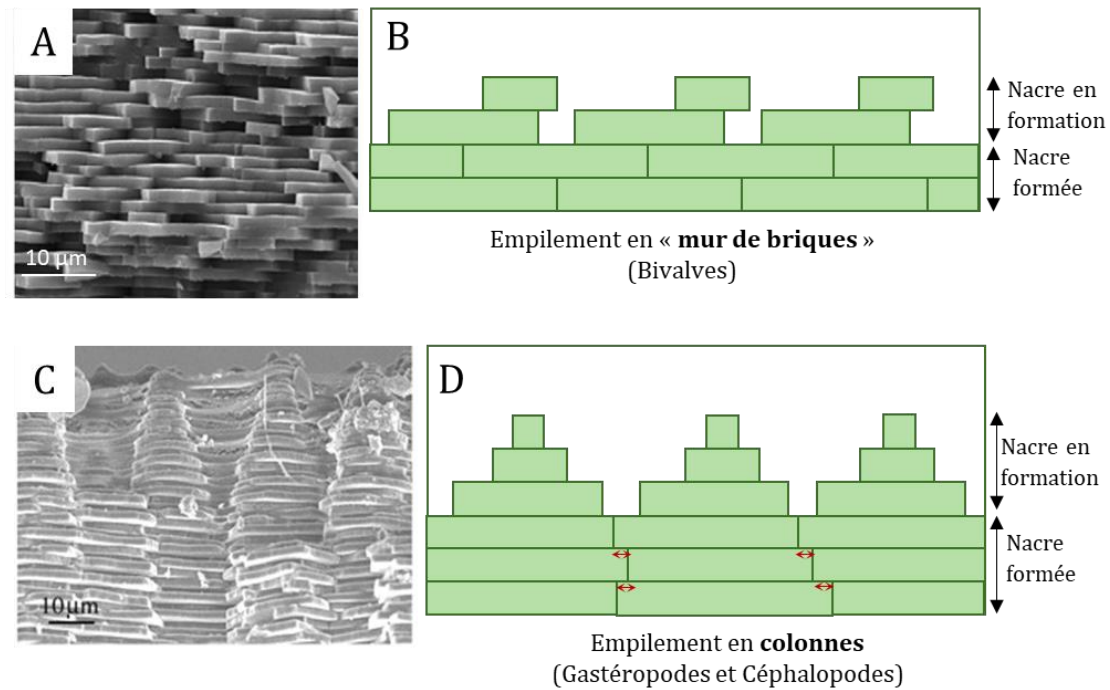 A
10 µm
B
Nacre en
formation
Nacre
formée
Empilement en « mur de briques »
(Bivalves)
C
10µm
D
Nacre en
formation
Nacre
formée
Empilement en colonnes
(Gastéropodes et Céphalopodes)